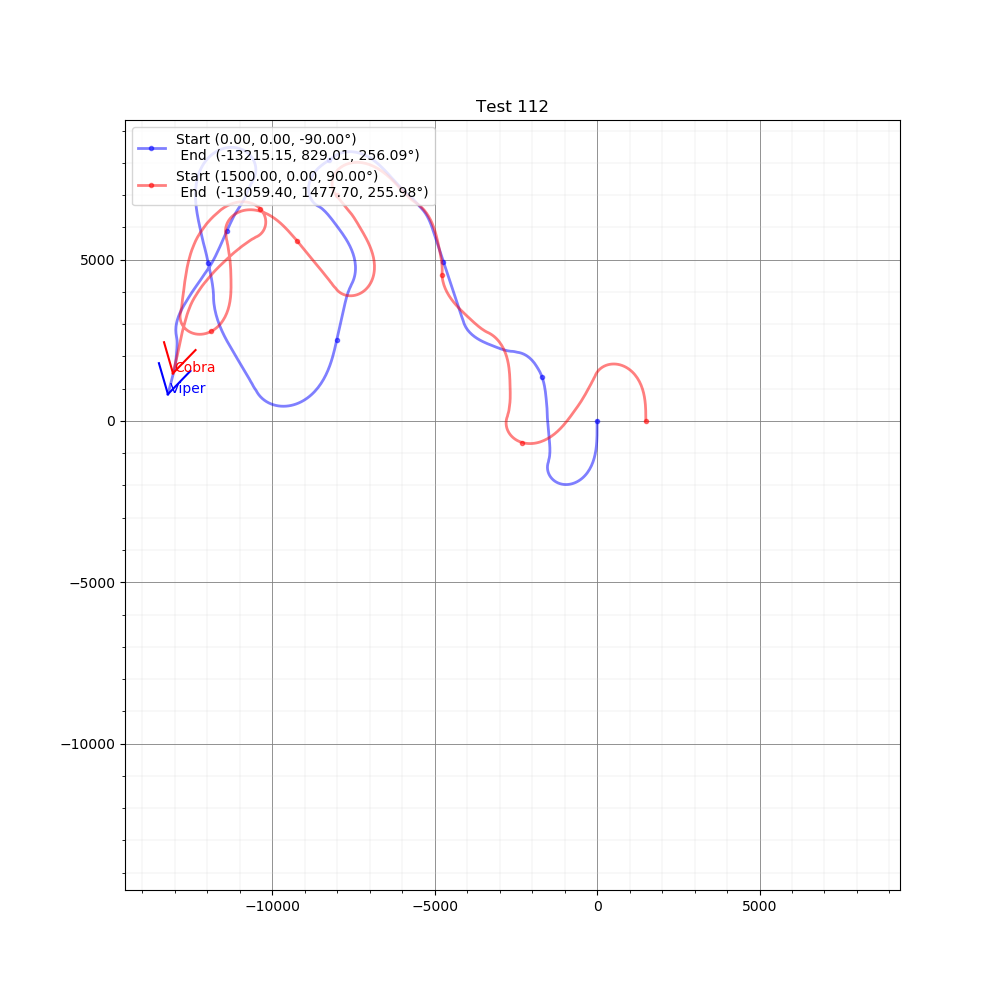 Test 112
Start (0.00, 0.00, -90.00°)
End  (-13215.15, 829.01, 256.09°)
Start (1500.00, 0.00, 90.00°)
End  (-13059.40, 1477.70, 255.98°)
5000
Cobra
Viper
0
−5000
−10000
−10000
−5000
0
5000